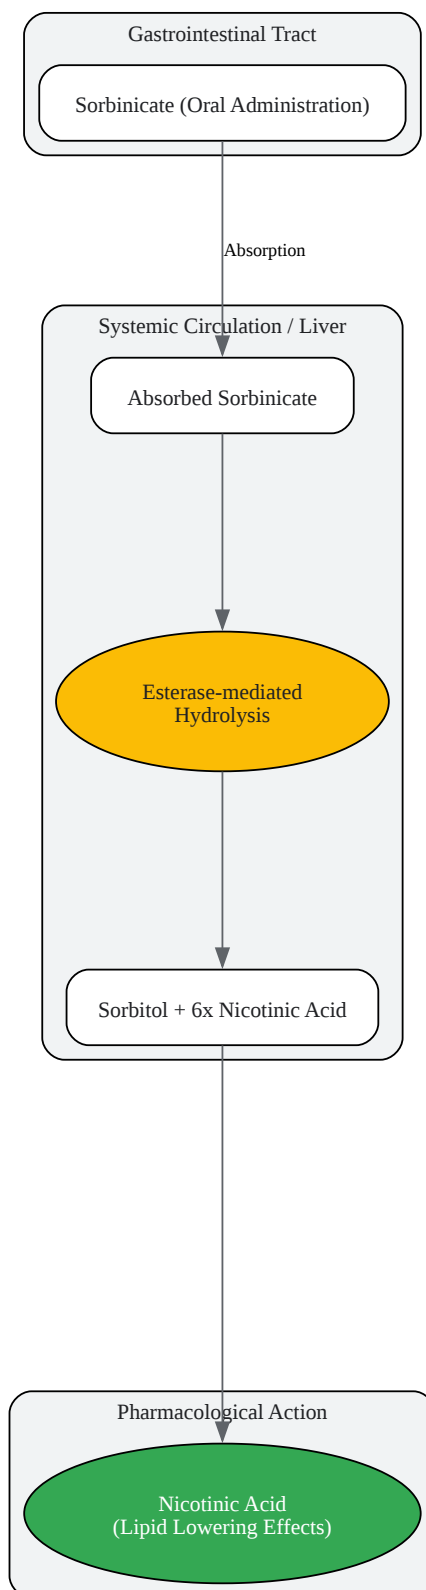 Gastrointestinal Tract
Sorbinicate (Oral Administration)
Absorption
Systemic Circulation / Liver
Absorbed Sorbinicate
Esterase-mediated
Hydrolysis
Sorbitol + 6x Nicotinic Acid
Pharmacological Action
Nicotinic Acid
(Lipid Lowering Effects)